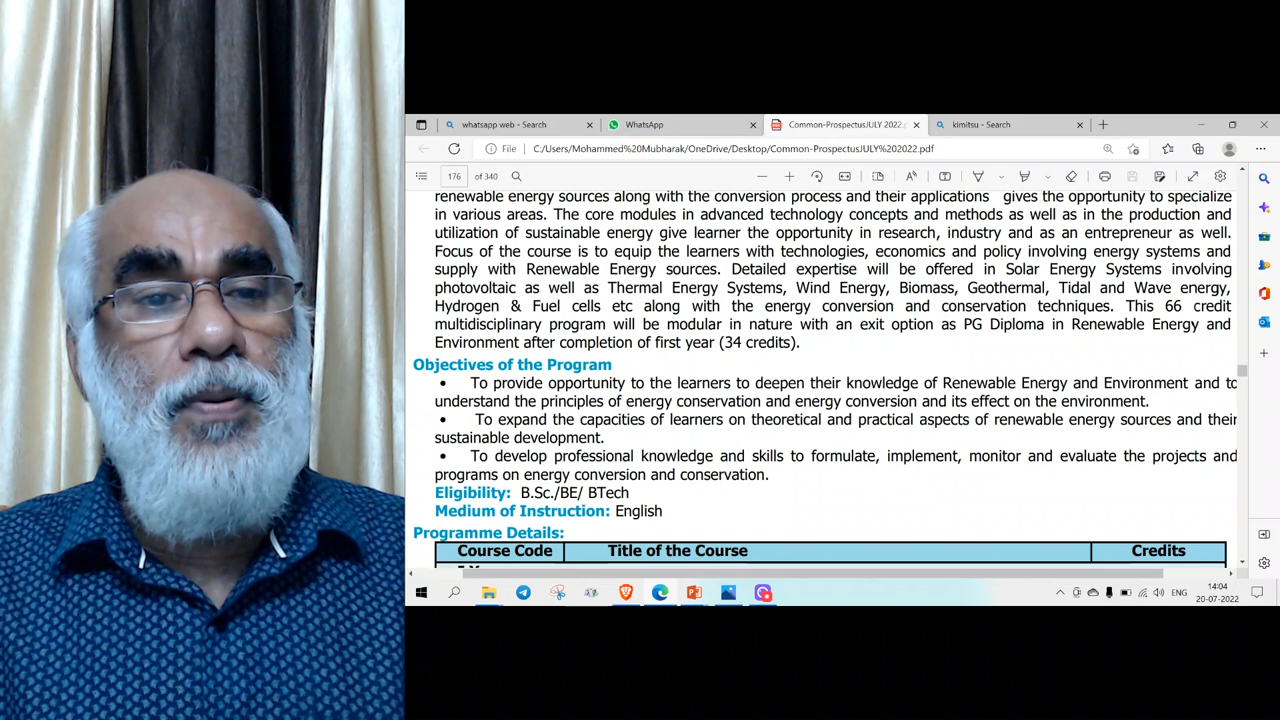 whatsapp web - Search
WhatsApp
Common-ProspectusJULY 2022.p
kimitsu - Search
File
C:/Users/Mohammed%20Mubharak/OneDrive/Desktop/Common-ProspectusJULY%202022.pdf
176 of 340
renewable energy sources along with the conversion process and their applications gives the opportunity to specialize
in various areas. The core modules in advanced technology concepts and methods as well as in the production and
utilization of sustainable energy give learner the opportunity in research, industry and as an entrepreneur as well.
Focus of the course is to equip the learners with technologies, economics and policy involving energy systems and
supply with Renewable Energy sources. Detailed expertise will be offered in Solar Energy Systems involving
photovoltaic as well as Thermal Energy Systems, Wind Energy, Biomass, Geothermal, Tidal and Wave energy,
Hydrogen & Fuel cells etc along with the energy conversion and conservation techniques. This 66 credit
multidisciplinary program will be modular in nature with an exit option as PG Diploma in Renewable Energy and
Environment after completion of first year (34 credits).
Objectives of the Program
• To provide opportunity to the learners to deepen their knowledge of Renewable Energy and Environment and to
understand the principles of energy conservation and energy conversion and its effect on the environment.
• To expand the capacities of learners on theoretical and practical aspects of renewable energy sources and their
sustainable development.
• To develop professional knowledge and skills to formulate, implement, monitor and evaluate the projects and
programs on energy conversion and conservation.
Eligibility: B.Sc./BE/ BTech
Medium of Instruction: English
Programme Details:
Course Code Title of the Course Credits
ENG
14:04
20-07-2022